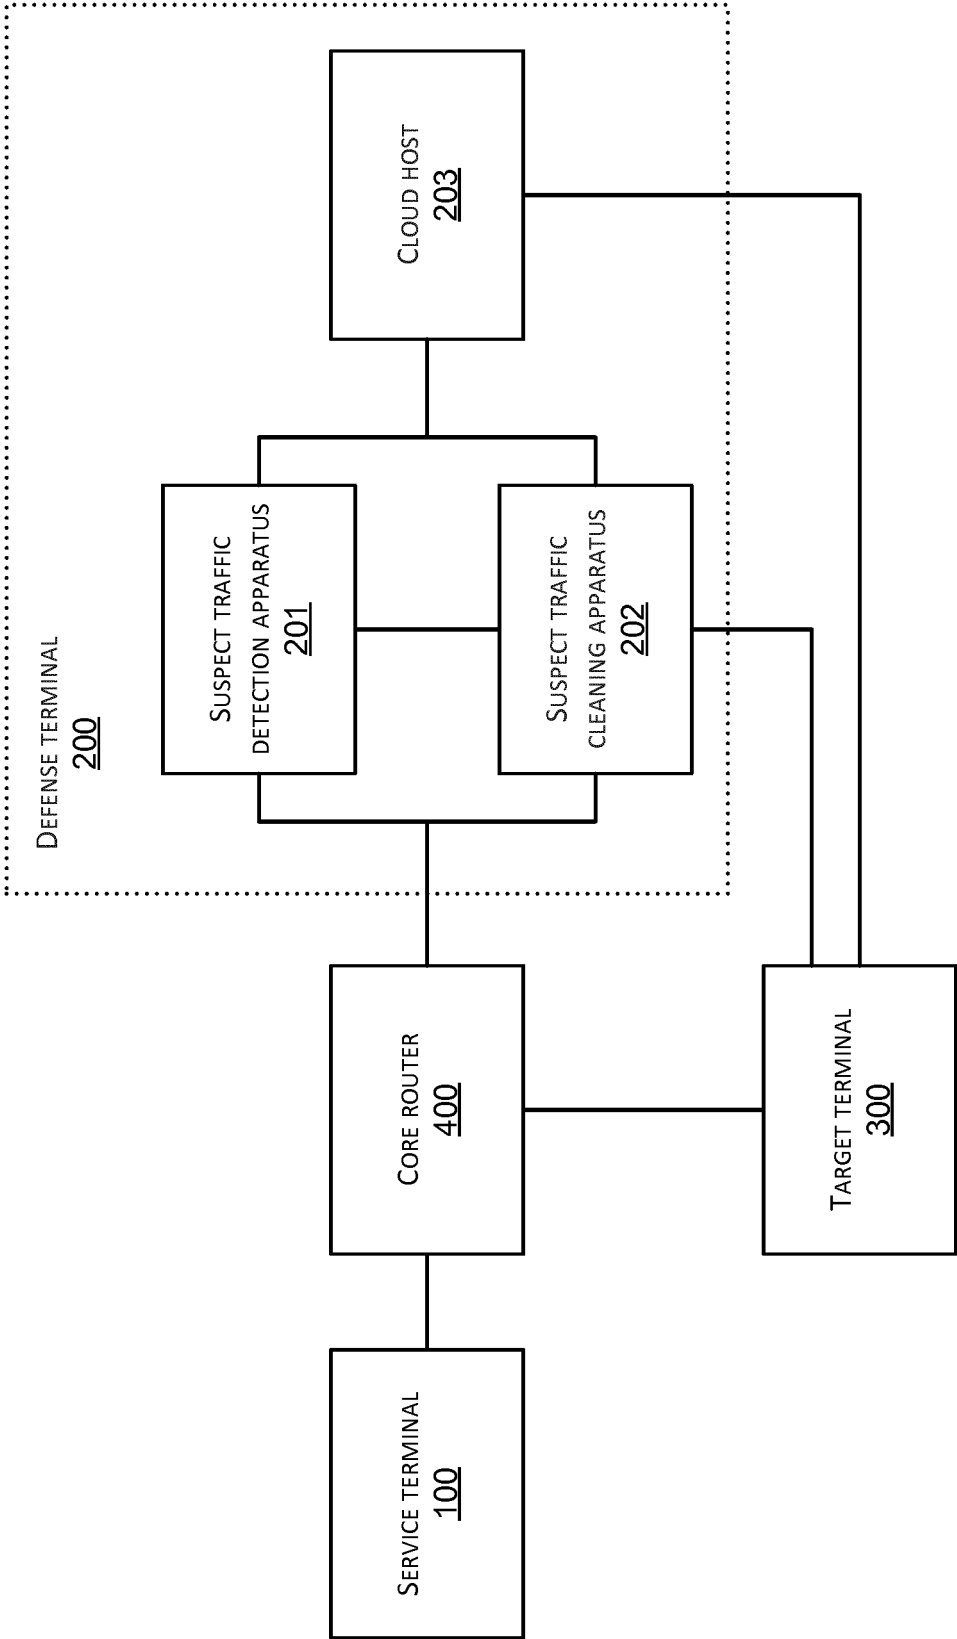 DEFENSE TERMINAL
200
SERVICE TERMINAL
100
CORE ROUTER
400
SUSPECT TRAFFIC
DETECTION APPARATUS
201
SUSPECT TRAFFIC
CLEANING APPARATUS
202
CLOUD HOST
203
TARGET TERMINAL
300